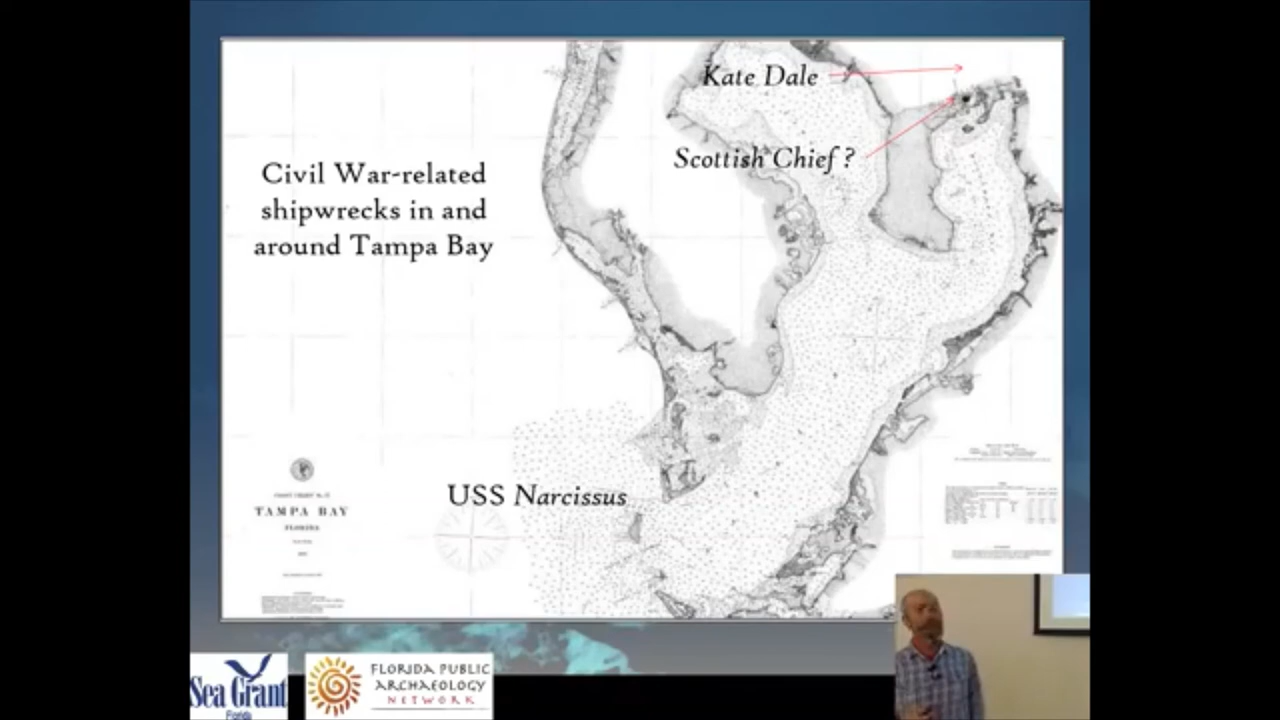 Kate Dale
Scottish Chief ?
Civil War-related
shipwrecks in and
around Tampa Bay
USS Narcissus
TAMPA BAY
FLORIDA
Sea Grant
Florida
FLORIDA PUBLIC
ARCHAEOLOGY
NETWORK